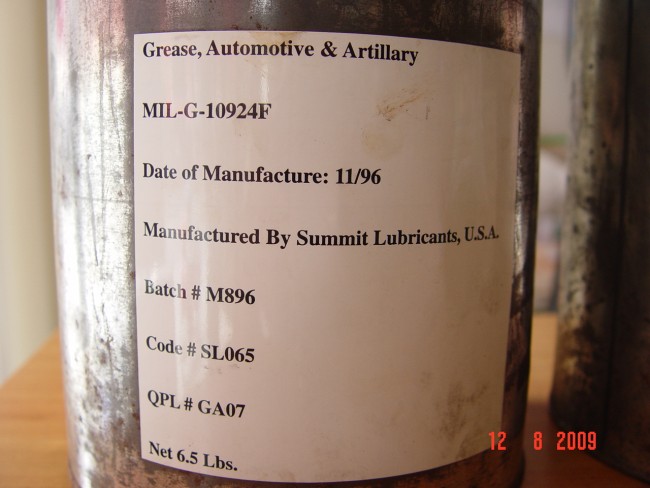 Grease, Automotive & Artillary
MIL-G-10924F
Date of Manufacture: 11/96
Manufactured By Summit Lubricants, U.S.A.
Batch # M896
Code # SL065
QPL # GA07
Net 6.5 Lbs.
12 8 2009